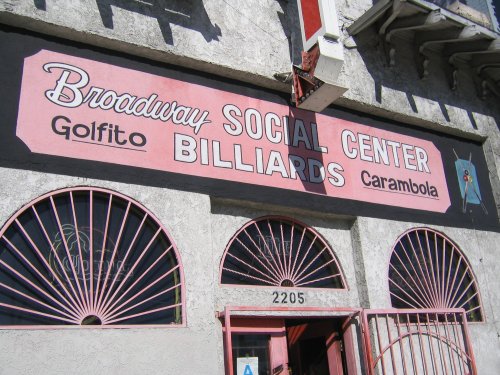 Broadway SOCIAL CENTER
Golfito BILLIARDS Carambola
2205
A